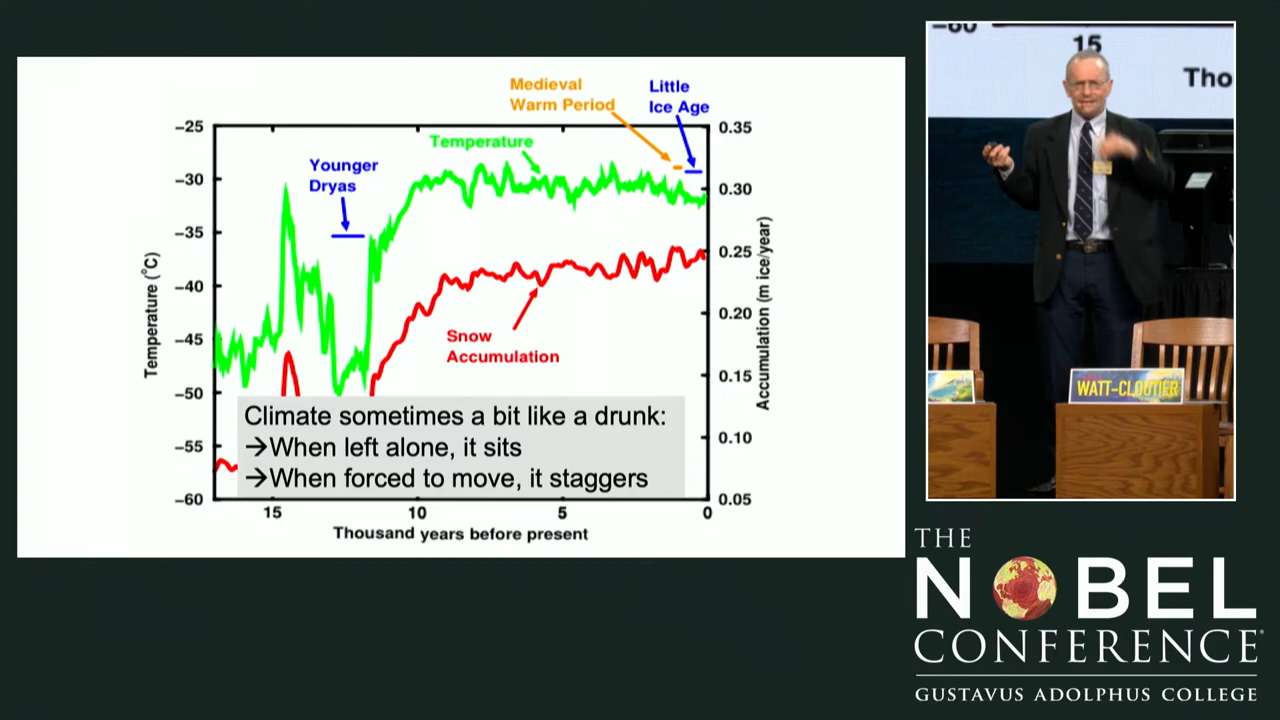 Medieval
Warm Period
Little
Ice Age
Temperature
Younger
Dryas
Snow
Accumulation
−25
−30
−35
−40
−45
−50
−55
−60
Temperature (°C)
0.35
0.30
0.25
0.20
0.15
0.10
0.05
Accumulation (m ice/year)
Climate sometimes a bit like a drunk:
→When left alone, it sits
→When forced to move, it staggers
15
10
5
0
Thousand years before present
−60
15
Tho
WATT-CLOUTIER
THE
NOBEL
CONFERENCE®
GUSTAVUS ADOLPHUS COLLEGE